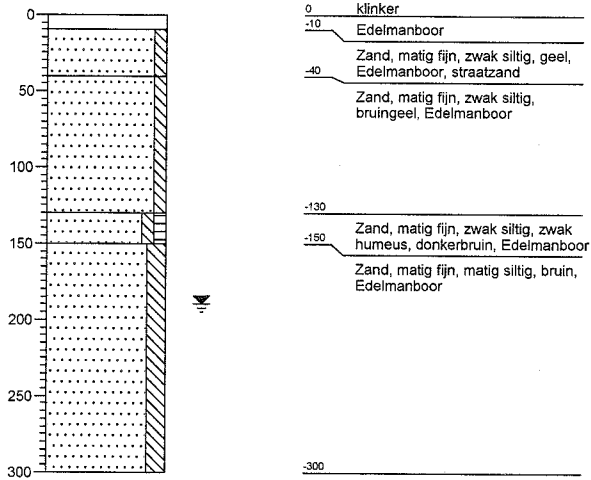 0
50
100
150
200
250
300
0 klinker
-10
Edelmanboor
Zand, matig fijn, zwak siltig, geel,
-40
Edelmanboor, straatzand
Zand, matig fijn, zwak siltig,
bruingeel, Edelmanboor
-130
Zand, matig fijn, zwak siltig, zwak
-150
humeus, donkerbruin, Edelmanboor
Zand, matig fijn, matig siltig, bruin,
Edelmanboor
-300